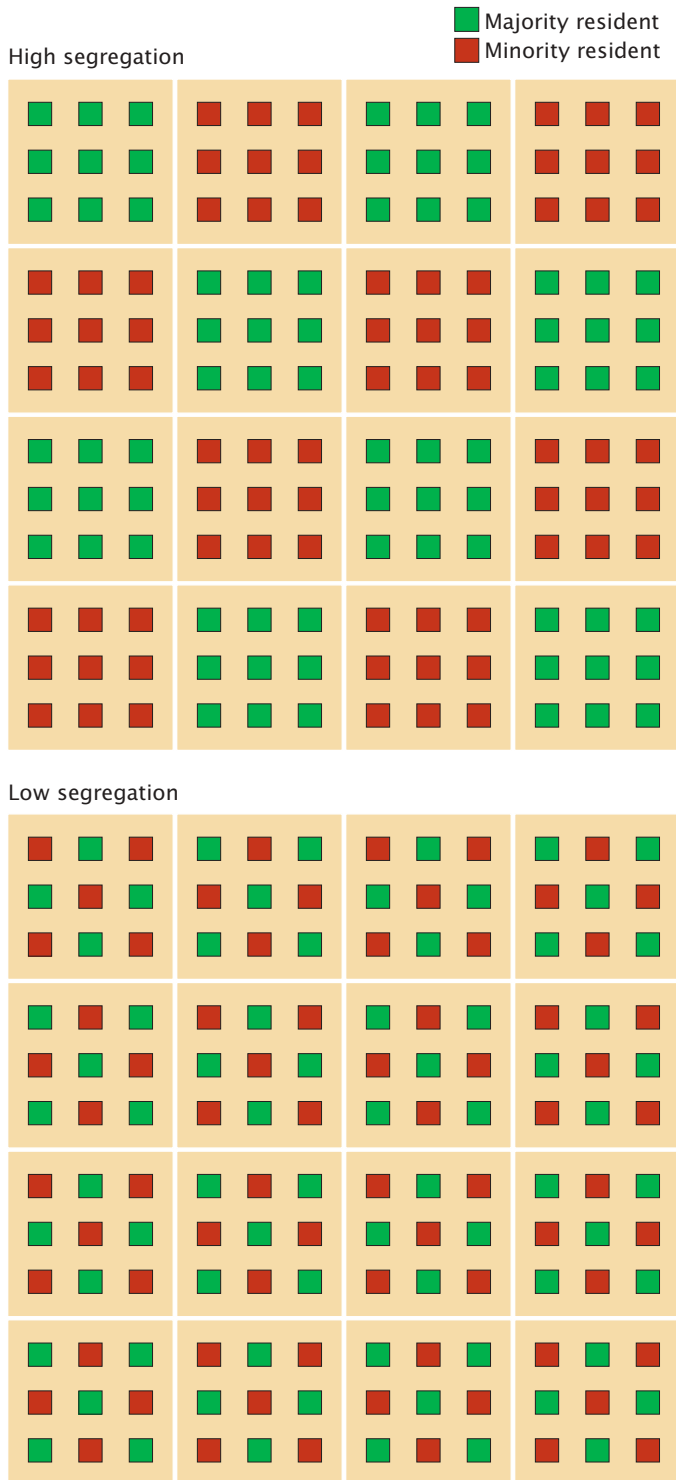 Majority resident
Minority resident
High segregation
Low segregation